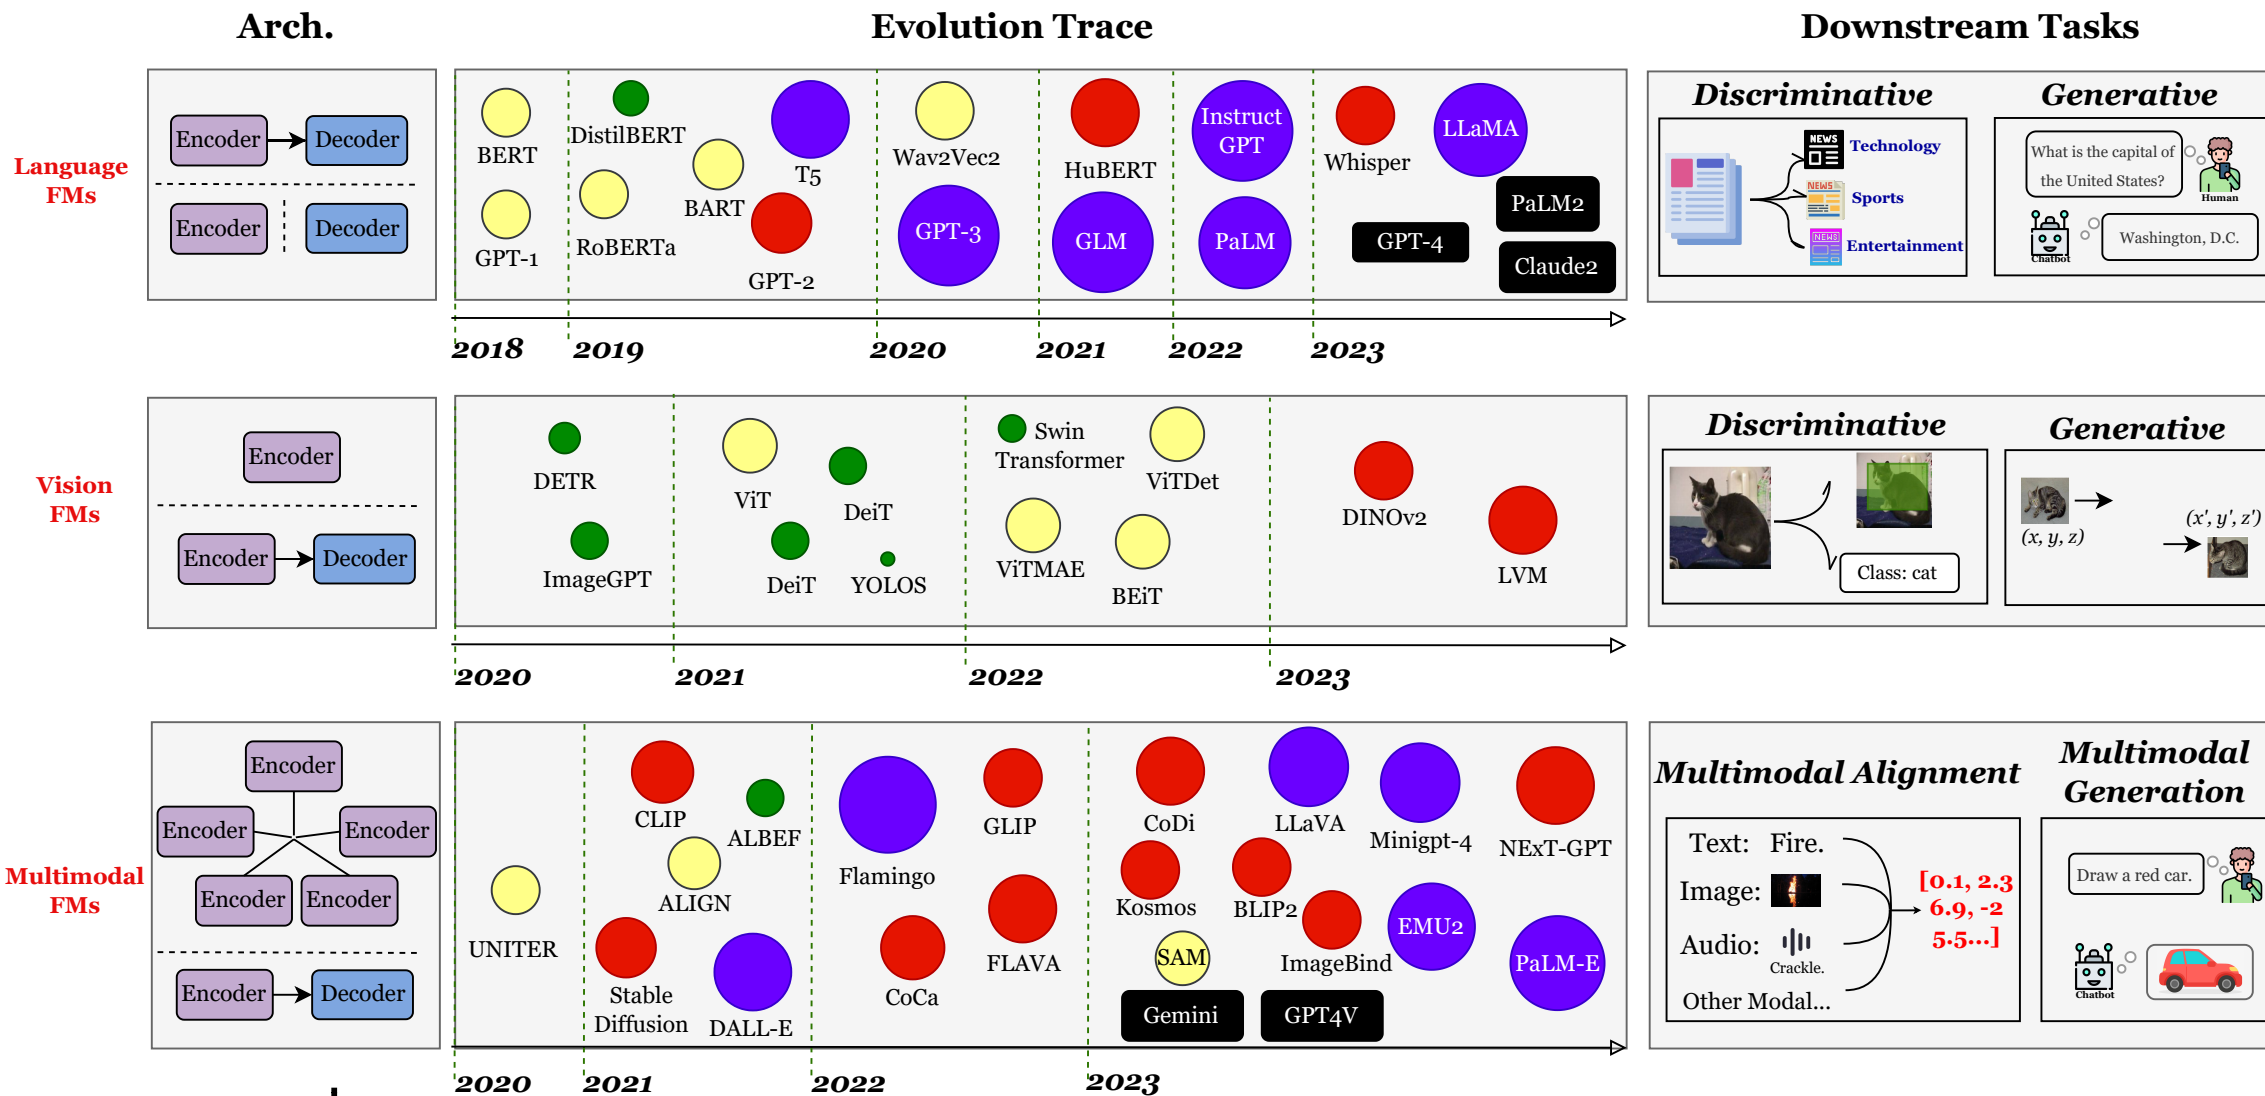 Arch.
Evolution Trace
Downstream Tasks
Language
FMs
Encoder
Decoder
Encoder
Decoder
BERT
GPT-1
DistilBERT
RoBERTa
BART
T5
GPT-2
Wav2Vec2
GPT-3
HuBERT
GLM
Instruct
GPT
PaLM
Whisper
LLaMA
GPT-4
PaLM2
Claude2
2018
2019
2020
2021
2022
2023
Discriminative
NEWS
Technology
NEWS
Sports
NEWS
Entertainment
Generative
What is the capital of
the United States?
Human
Chatbot
Washington, D.C.
Vision
FMs
Encoder
Encoder
Decoder
DETR
ImageGPT
ViT
DeiT
DeiT
YOLOS
Swin
Transformer
ViTDet
ViTMAE
BEiT
DINOv2
LVM
2020
2021
2022
2023
Discriminative
Class: cat
Generative
(x, y, z)
(x', y', z')
Multimodal
FMs
Encoder
Encoder
Encoder
Encoder
Encoder
Encoder
Decoder
UNITER
CLIP
ALBEF
ALIGN
Stable
Diffusion
DALL-E
Flamingo
GLIP
CoCa
FLAVA
CoDi
LLaVA
Minigpt-4
NExT-GPT
Kosmos
BLIP2
SAM
ImageBind
EMU2
PaLM-E
Gemini
GPT4V
2020
2021
2022
2023
Multimodal Alignment
Text: Fire.
Image:
Audio:
Crackle.
Other Modal...
[0.1, 2.3
6.9, -2
5.5...]
Multimodal
Generation
Draw a red car.
Chatbot